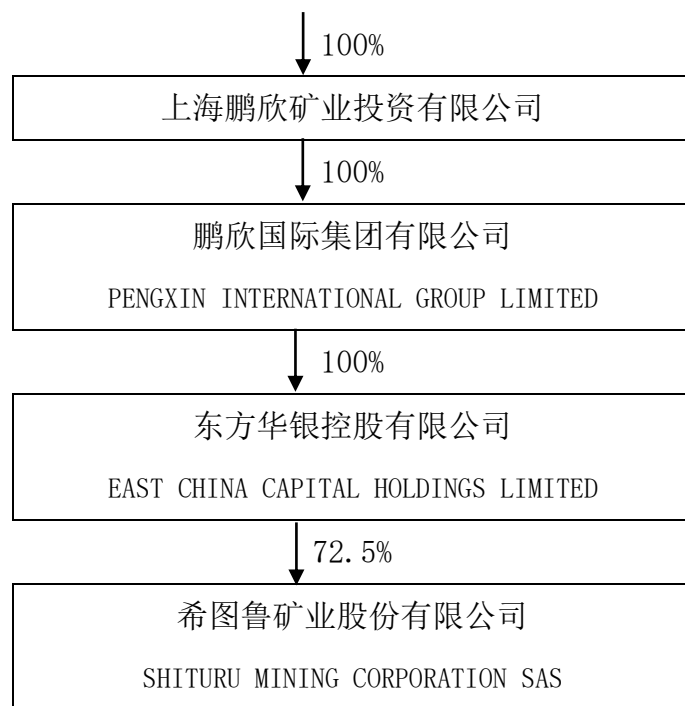 100%
上海鹏欣矿业投资有限公司
100%
鹏欣国际集团有限公司
PENGXIN INTERNATIONAL GROUP LIMITED
100%
东方华银控股有限公司
EAST CHINA CAPITAL HOLDINGS LIMITED
72.5%
希图鲁矿业股份有限公司
SHITURU MINING CORPORATION SAS